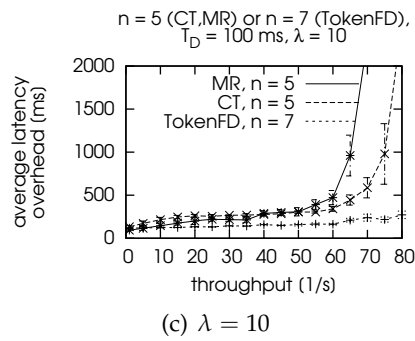 n = 5 (CT,MR) or n = 7 (TokenFD),
T_D = 100 ms, λ = 10
2000
1500
1000
500
0
average latency
overhead [ms]
MR, n = 5
CT, n = 5
TokenFD, n = 7
0 10 20 30 40 50 60 70 80
throughput [1/s]
(c) λ = 10